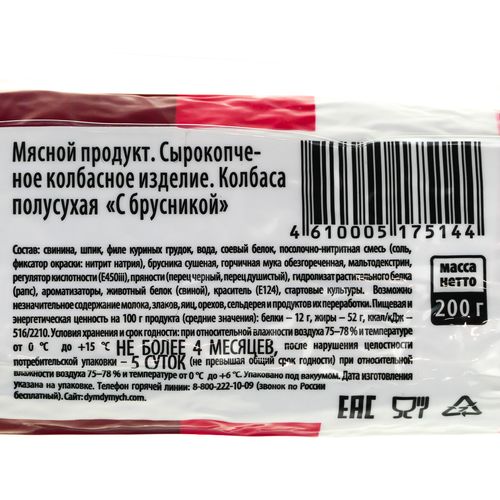 Мясной продукт. Сырокопче-
ное колбасное изделие. Колбаса
полусухая «С брусникой»
4 610005 175144
Состав: свинина, шпик, филе куриных грудок, вода, соевый белок, посолочно-нитритная смесь (соль,
фиксатор окраски: нитрит натрия), брусника сушеная, горчичная мука обезгореченная, мальтодекстрин,
регулятор кислотности (E450iii), пряности (перец черный, перец душистый), гидролизат растительного белка
(рапс), ароматизаторы, животный белок (свиной), краситель (E124), стартовые культуры. Возможно
незначительное содержание молока, злаков, яиц, орехов, сельдерея и продуктов их переработки. Пищевая и
энергетическая ценность на 100 г продукта (средние значения): белки – 12 г, жиры – 52 г, ккал/кДж –
516/2210. Условия хранения и срок годности: при относительной влажности воздуха 75–78 % и температуре
от 0 °С до +15 °С НЕ БОЛЕЕ 4 МЕСЯЦЕВ, после нарушения целостности
потребительской упаковки – 5 СУТОК (не превышая общий срок годности) при относительной
влажности воздуха 75–78 % и температуре от 0 °С до +6 °С. Упаковано под вакуумом. Дата изготовления
указана на упаковке. Телефон горячей линии: 8-800-222-10-09 (звонок по России
бесплатный). Сайт: dymdymych.com
масса
нетто
200 г
EAC